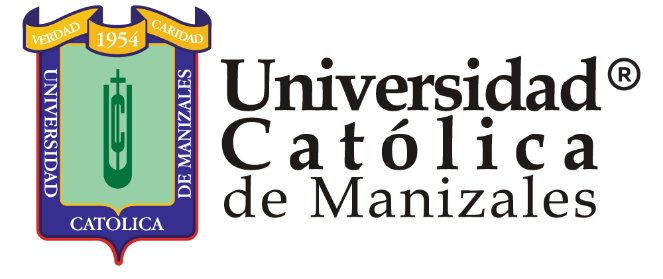 VERDAD 1954 CARIDAD
UNIVERSIDAD
CATOLICA
DE MANIZALES
Universidad®
Católica
de Manizales